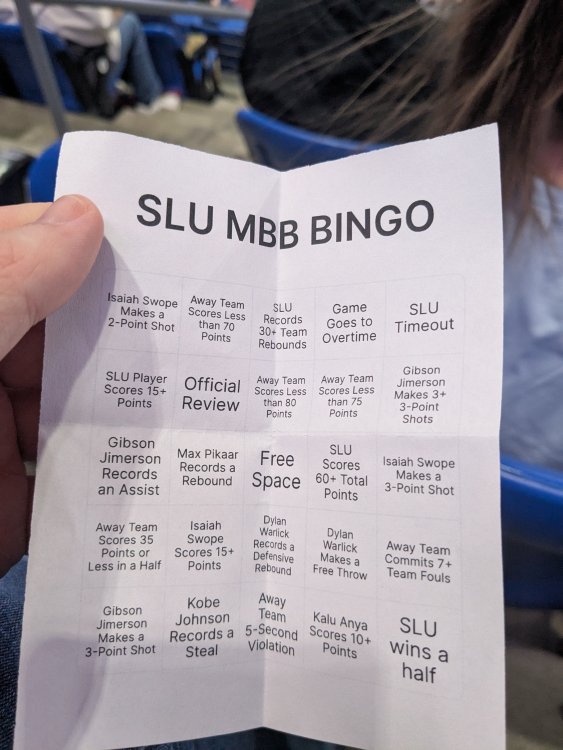 SLU MBB BINGO
Isaiah Swope
Makes a
2-Point Shot
Away Team
Scores Less
than 70
Points
SLU
Records
30+ Team
Rebounds
Game
Goes to
Overtime
SLU
Timeout
SLU Player
Scores 15+
Points
Official
Review
Away Team
Scores Less
than 80
Points
Away Team
Scores Less
than 75
Points
Gibson
Jimerson
Makes 3+
3-Point
Shots
Gibson
Jimerson
Records
an Assist
Max Pikaar
Records a
Rebound
Free
Space
SLU
Scores
60+ Total
Points
Isaiah Swope
Makes a
3-Point Shot
Away Team
Scores 35
Points or
Less in a Half
Isaiah
Swope
Scores 15+
Points
Dylan
Warlick
Records a
Defensive
Rebound
Dylan
Warlick
Makes a
Free Throw
Away Team
Commits 7+
Team Fouls
Gibson
Jimerson
Makes a
3-Point Shot
Kobe
Johnson
Records a
Steal
Away
Team
5-Second
Violation
Kalu Anya
Scores 10+
Points
SLU
wins a
half